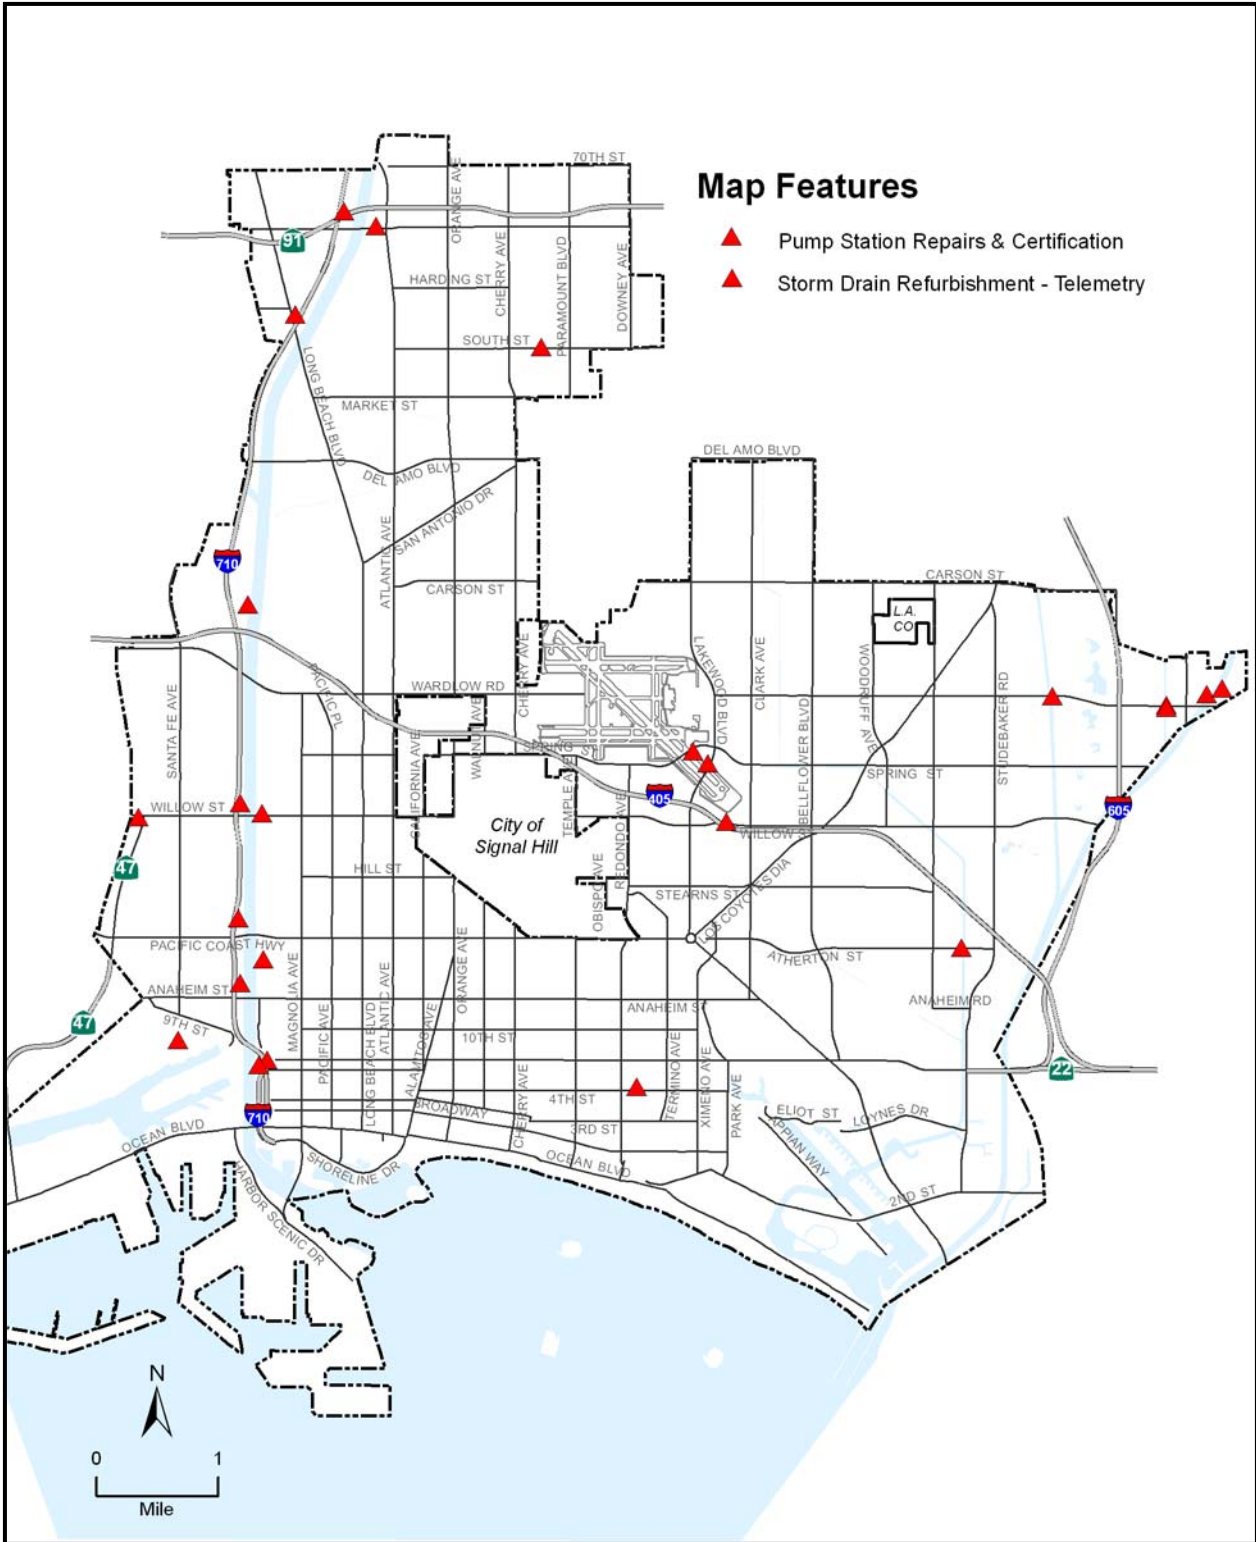 70TH ST
Map Features
ORANGE AVE
91
Pump Station Repairs & Certification
CHERRY AVE
PARAMOUNT BLVD
DOWNEY AVE
HARDING ST
Storm Drain Refurbishment - Telemetry
SOUTH ST
LONG BEACH BLVD
MARKET ST
DEL AMO BLVD
DEL AMO BLVD
SAN ANTONIO DR
ATLANTIC AVE
710
CARSON ST
CARSON ST
L.A.
CO
CHERRY AVE
LAKEWOOD BLVD
CLARK AVE
WOODRUFF AVE
PACIFIC PL
WARDLOW RD
SANTA FE AVE
STUDEBAKER RD
WALNUT AVE
CALIFORNIA AVE
SPRING ST
TEMPLE AVE
BELLFLOWER BLVD
SPRING ST
405
605
WILLOW ST
REDONDO AVE
City of
Signal Hill
WILLOW ST
47
HILL ST
OBISPO AVE
STEARNS ST
LOS COYOTES DIA
PACIFIC COAST HWY
ORANGE AVE
ATHERTON ST
MAGNOLIA AVE
ATLANTIC AVE
ANAHEIM ST
ANAHEIM ST
ANAHEIM RD
47
9TH ST
PACIFIC AVE
LONG BEACH BLVD
ALAMITOS AVE
10TH ST
CHERRY AVE
TERMINO AVE
XIMENO AVE
PARK AVE
22
4TH ST
710
BROADWAY
ELIOT ST
LOYNES DR
3RD ST
APPIAN WAY
OCEAN BLVD
OCEAN BLVD
SHORELINE DR
2ND ST
HARBOR SCENIC DR
N
0 1
Mile